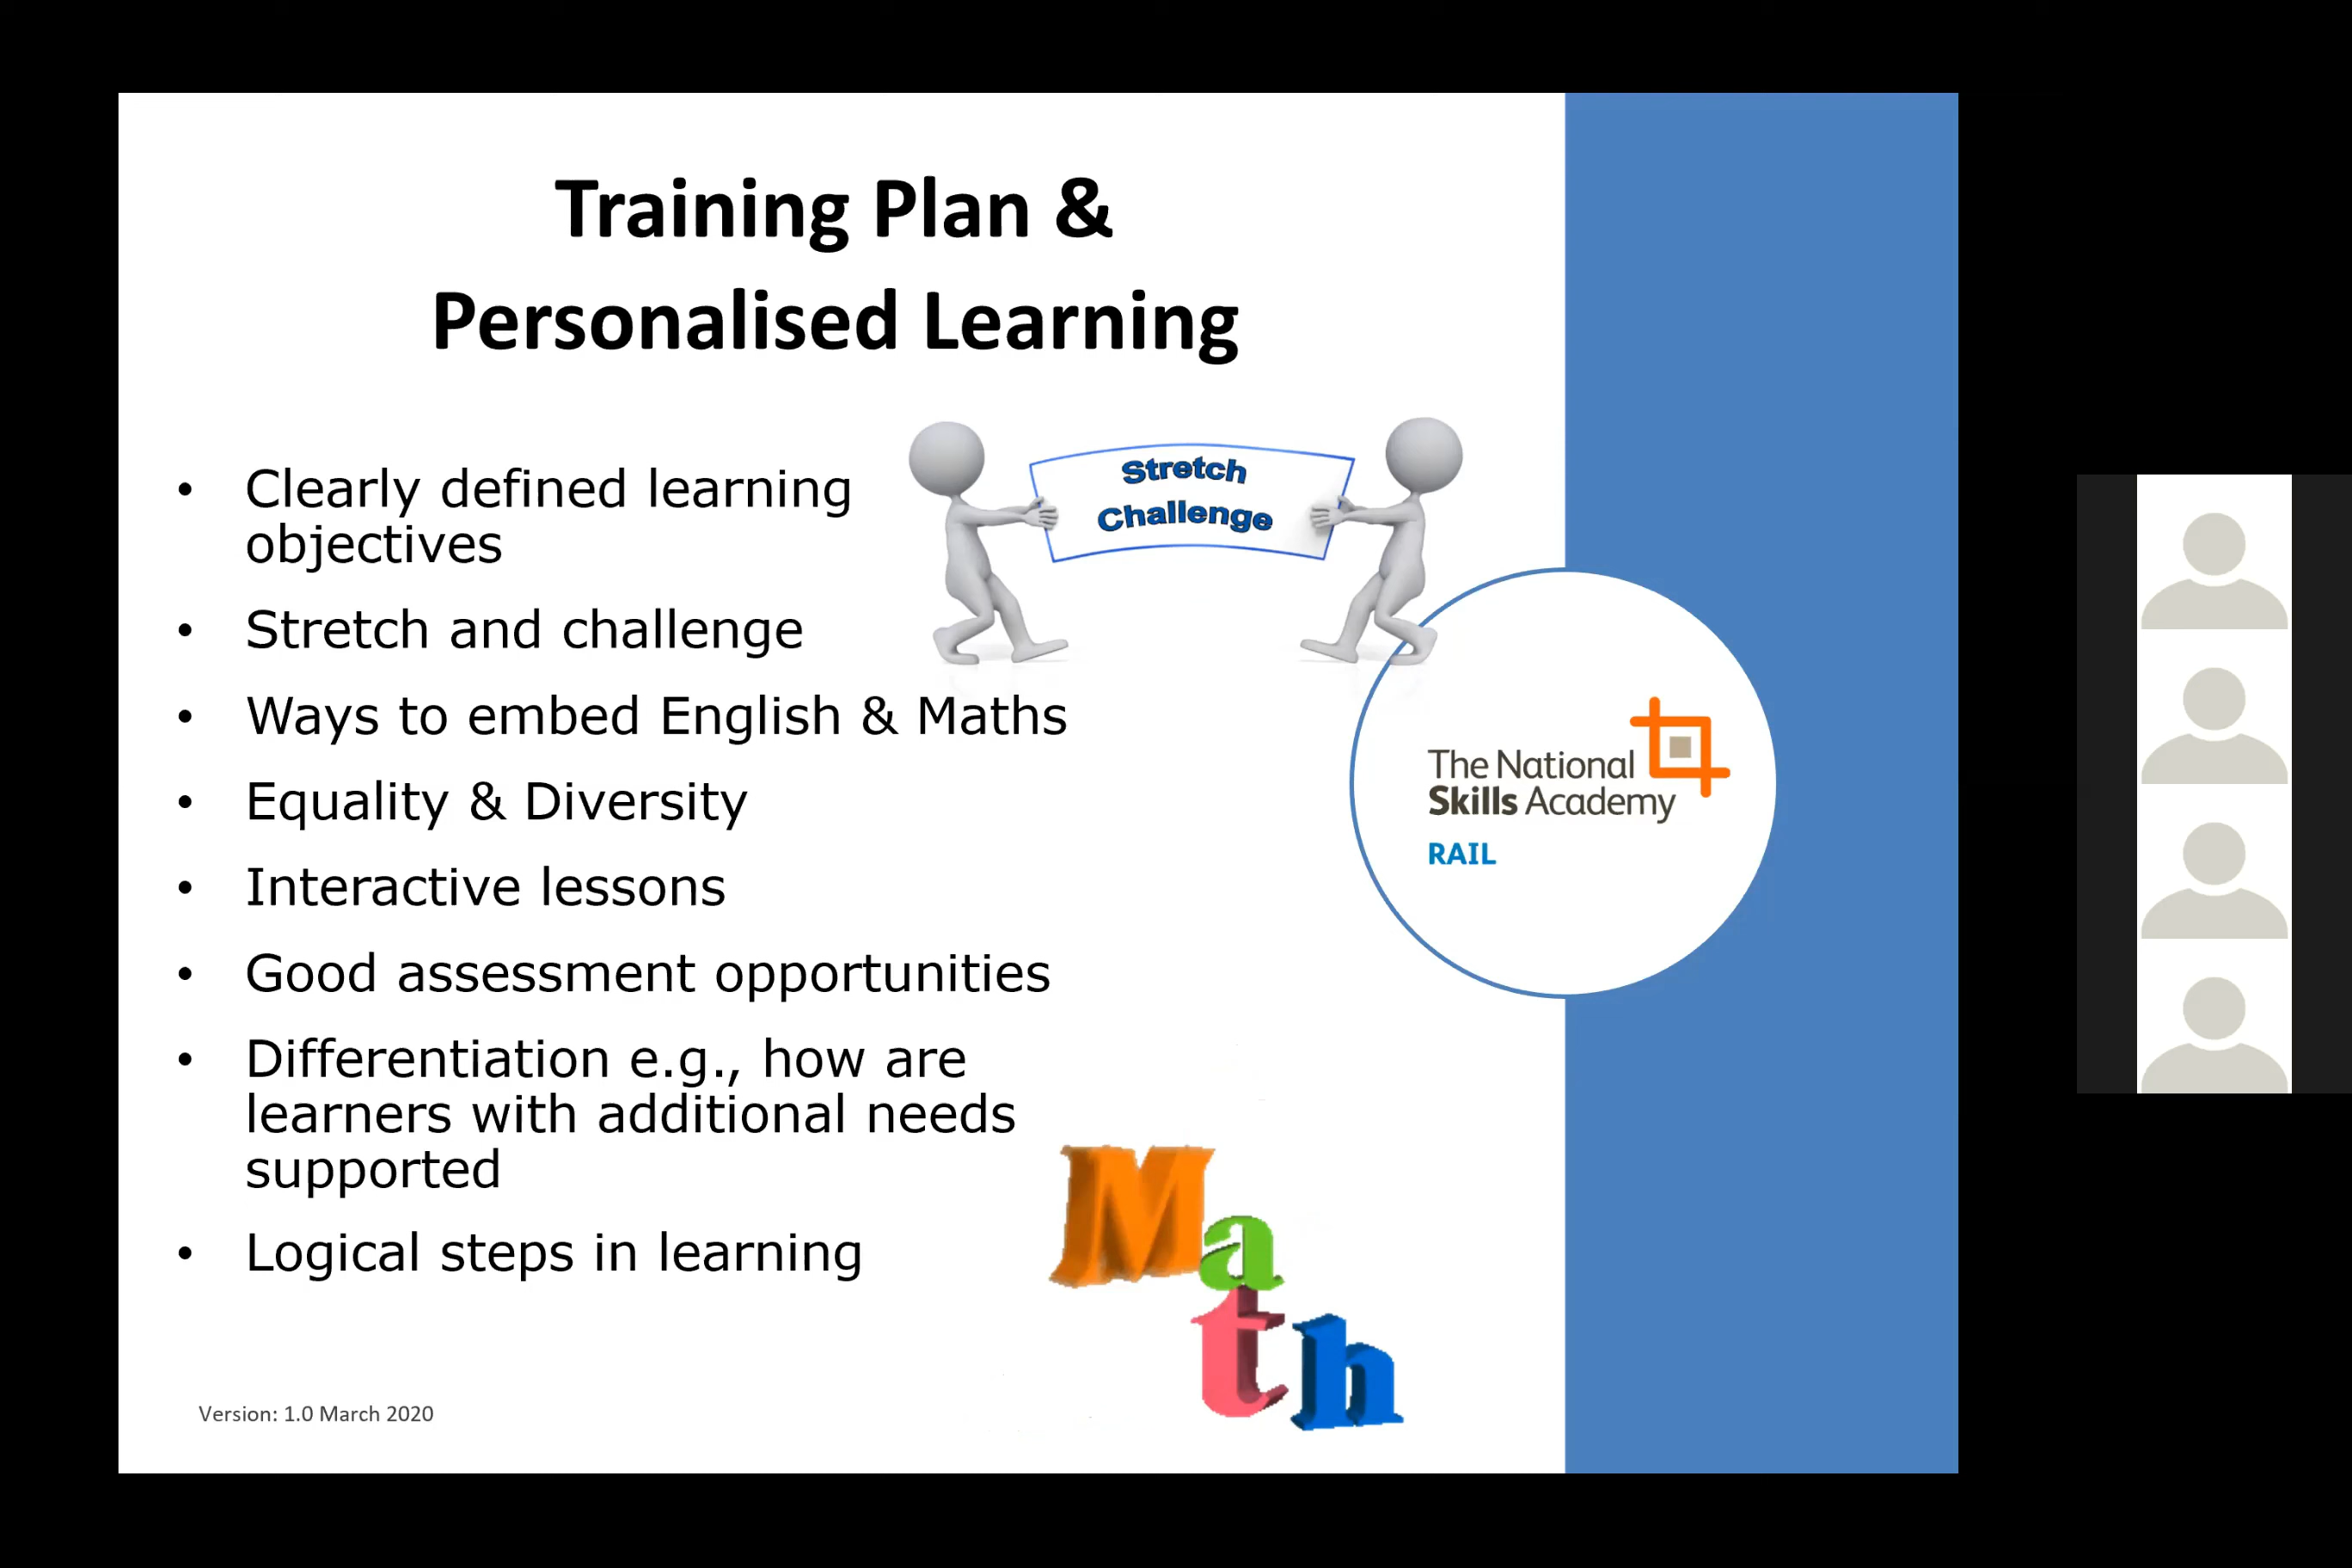 Training Plan &
Personalised Learning
Stretch
Challenge
• Clearly defined learning
objectives
• Stretch and challenge
• Ways to embed English & Maths
• Equality & Diversity
• Interactive lessons
• Good assessment opportunities
• Differentiation e.g., how are
learners with additional needs
supported
• Logical steps in learning
The National
Skills Academy
RAIL
Math
Version: 1.0 March 2020